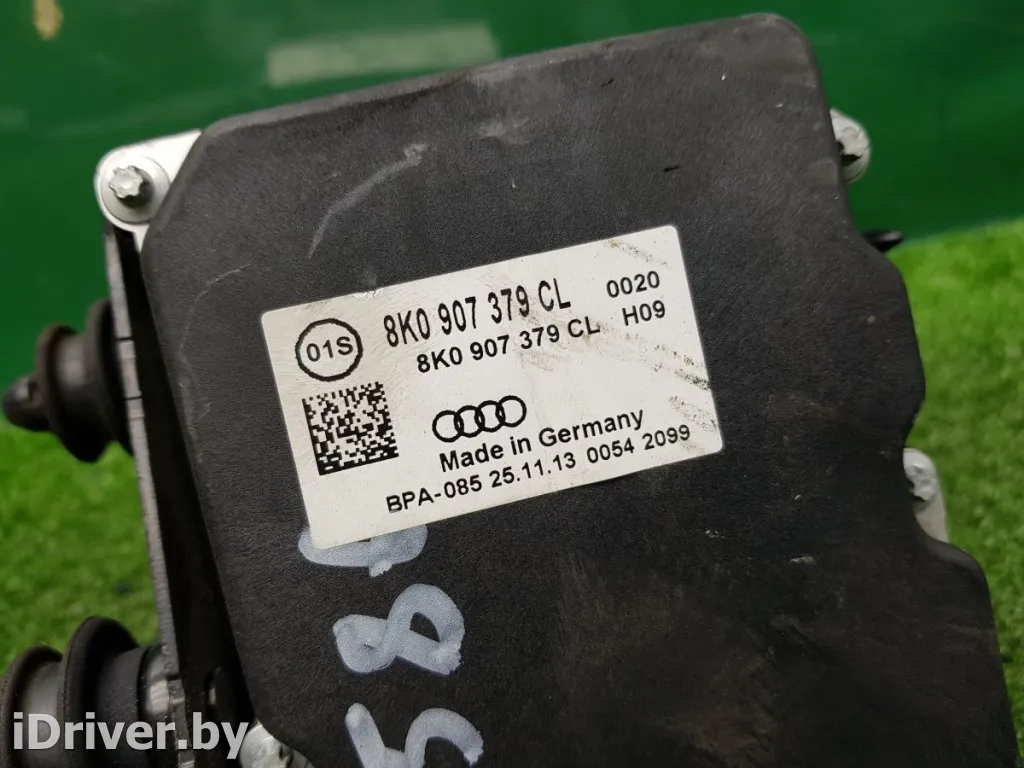 01S
8K0 907 379 CL 0020
8K0 907 379 CL H09
Made in Germany
BPA-085 25.11.13 0054 2099
58
iDriver.by